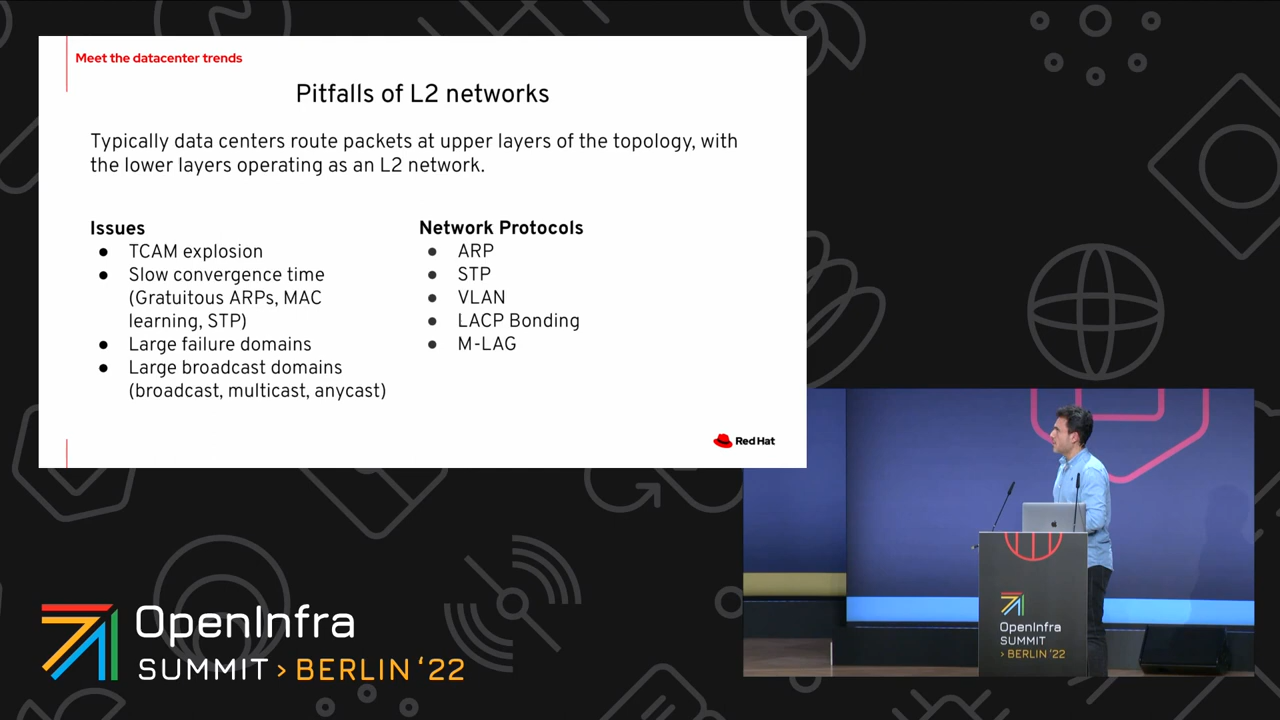 Meet the datacenter trends
Pitfalls of L2 networks
Typically data centers route packets at upper layers of the topology, with
the lower layers operating as an L2 network.
Issues
● TCAM explosion
● Slow convergence time
(Gratuitous ARPs, MAC
learning, STP)
● Large failure domains
● Large broadcast domains
(broadcast, multicast, anycast)
Network Protocols
● ARP
● STP
● VLAN
● LACP Bonding
● M-LAG
Red Hat
OpenInfra
SUMMIT > BERLIN '22
OpenInfra
SUMMIT
> BERLIN '22